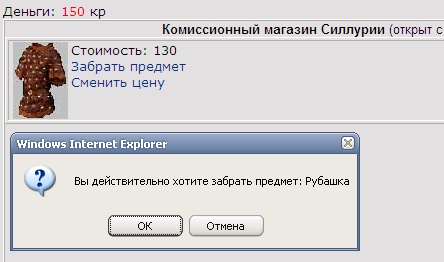 Деньги: 150 кр
Комиссионный магазин Силлурии (открыт с
Стоимость: 130
Забрать предмет
Сменить цену
Windows Internet Explorer
Вы действительно хотите забрать предмет: Рубашка
OK
Отмена